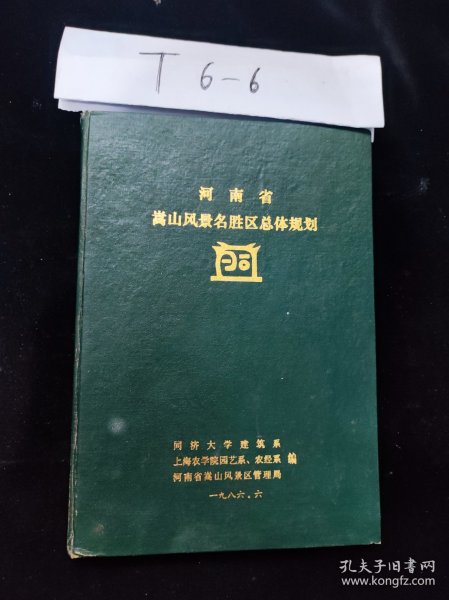 T 6-6
河南省
嵩山风景名胜区总体规划
同济大学建筑系
上海农学院园艺系、农经系 编
河南省嵩山风景区管理局
一九八六.六
孔夫子旧书网
www.kongfz.com